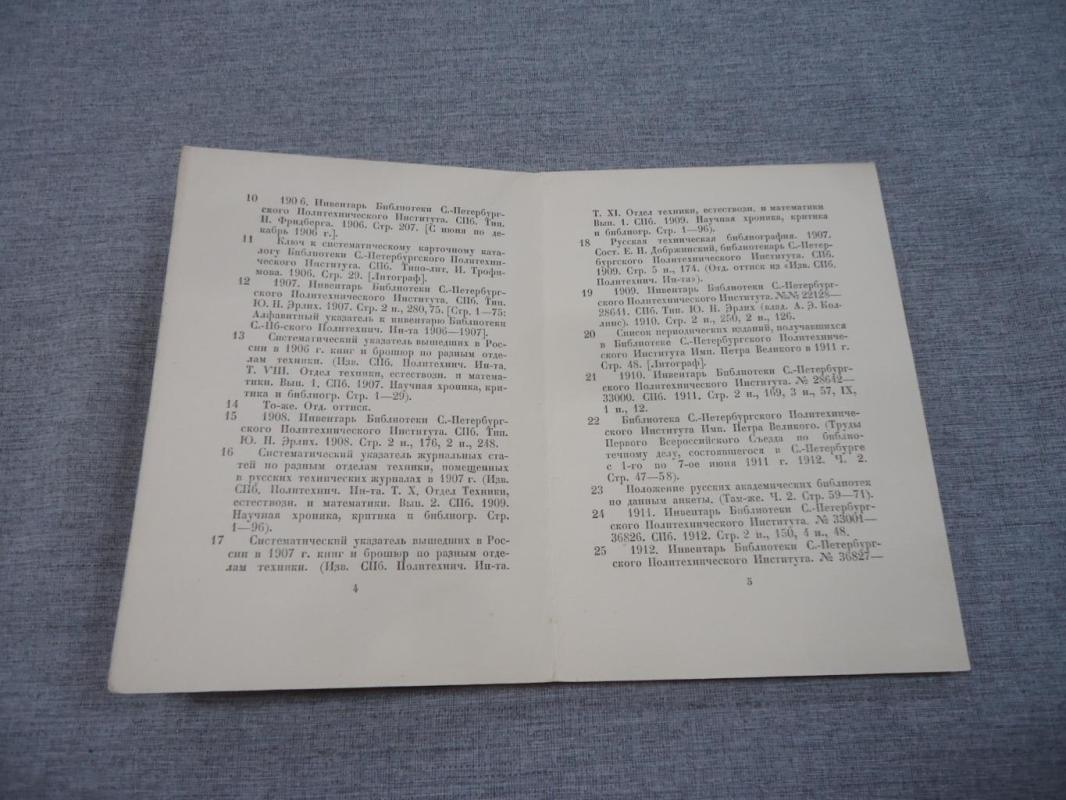 10 190 6. Инвентарь Библиотеки С.-Петербург-
ского Политехнического Института. СПб. Тип.
И. Фридберга. 1906. Стр. 207. [С июня по де-
кабрь 1906 г.].
11 Ключ к систематическому карточному ката-
логу Библиотеки С.-Петербургского Политехни-
ческого Института. СПб. Типо-лит. И. Трофи-
мова. 1906. Стр. 29. [Литограф].
12 1907. Инвентарь Библиотеки С.-Петербург-
ского Политехнического Института. СПб. Тип.
Ю. Н. Эрлих. 1907. Стр. 2 н., 280, 75. [Стр. 1—75:
Алфавитный указатель к инвентарю Библиотеки
С.-Пб-ского Политехнич. Ин-та 1906—1907].
13 Систематический указатель вышедших в Рос-
сии в 1906 г. книг и брошюр по разным отде-
лам техники. (Изв. СПб. Политехнич. Ин-та.
Т. VIII. Отдел техники, естествозн. и матема-
тики. Вып. 1. СПб. 1907. Научная хроника, кри-
тика и библиогр. Стр. 1—29).
14 То-же. Отд. оттиск.
15 1908. Инвентарь Библиотеки С.-Петербург-
ского Политехнического Института. СПб. Тип.
Ю. Н. Эрлих. 1908. Стр. 2 н., 176, 2 н., 248.
16 Систематический указатель журнальных ста-
тей по разным отделам техники, помещенных
в русских технических журналах в 1907 г. (Изв.
СПб. Политехнич. Ин-та. Т. X, Отдел Техники,
естествозн. и математики. Вып. 2. СПб. 1909.
Научная хроника, критика и библиогр. Стр.
1—96).
17 Систематический указатель вышедших в Рос-
сии в 1907 г. книг и брошюр по разным отде-
лам техники. (Изв. СПб. Политехнич. Ин-та.
4
Т. XI. Отдел техники, естествозн. и математики
Вып. 1. СПб. 1909. Научная хроника, критика
и библиогр. Стр. 1—96).
18 Русская техническая библиография. 1907.
Сост. Е. Н. Добржинский, библиотекарь С.-Петер-
бургского Политехнического Института. СПб.
1909. Стр. 5 н., 174. (Отд. оттиск из «Изв. СПб.
Политехнич. Ин-та»).
19 1909. Инвентарь Библиотеки С.-Петербург-
ского Политехнического Института. №№ 22128—
28641. СПб. Тип. Ю. Н. Эрлих (влад. А. Э. Кол-
линс). 1910. Стр. 2 н., 250, 2 н., 126.
20 Список периодических изданий, получавшихся
в Библиотеке С.-Петербургского Политехниче-
ского Института Имп. Петра Великого в 1911 г.
Стр. 48. [Литограф].
21 1910. Инвентарь Библиотеки С.-Петербург-
ского Политехнического Института. № 28642—
33000. СПб. 1911. Стр. 2 н., 169, 3 н., 57, IX,
1 н., 12.
22 Библиотека С.-Петербургского Политехниче-
ского Института Имп. Петра Великого. (Труды
Первого Всероссийского Съезда по библио-
течному делу, состоявшегося в С.-Петербурге
с 1-го по 7-ое июня 1911 г. 1912. Ч. 2.
Стр. 47—58).
23 Положение русских академических библиотек
по данным анкеты. (Там-же. Ч. 2. Стр. 59—71).
24 1911. Инвентарь Библиотеки С.-Петербург-
ского Политехнического Института. № 33001—
36826. СПб. 1912. Стр. 2 н., 150, 4 н., 48.
25 1912. Инвентарь Библиотеки С.-Петербург-
ского Политехнического Института. № 36827—
5